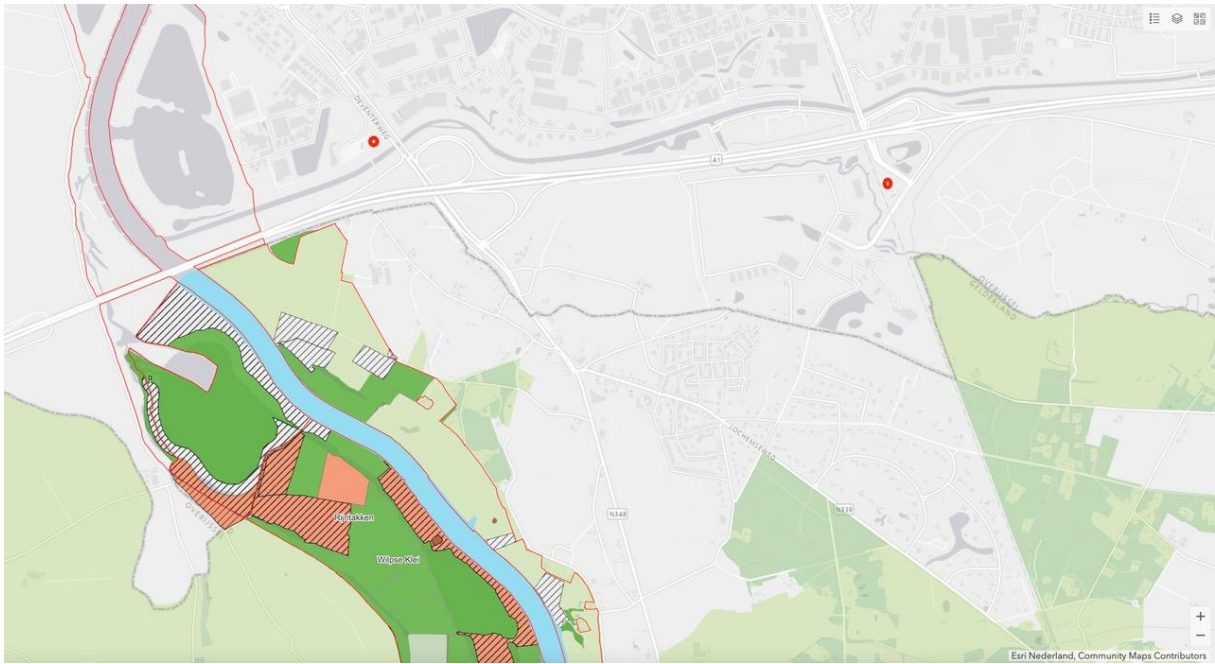 DEVENTERWEG
A1
OVERIJSSEL
GELDERLAND
LOCHEMSEWEG
N339
N348
OVERIJSSEL
Rijntakken
Wilpse Klei
+
−
Esri Nederland, Community Maps Contributors